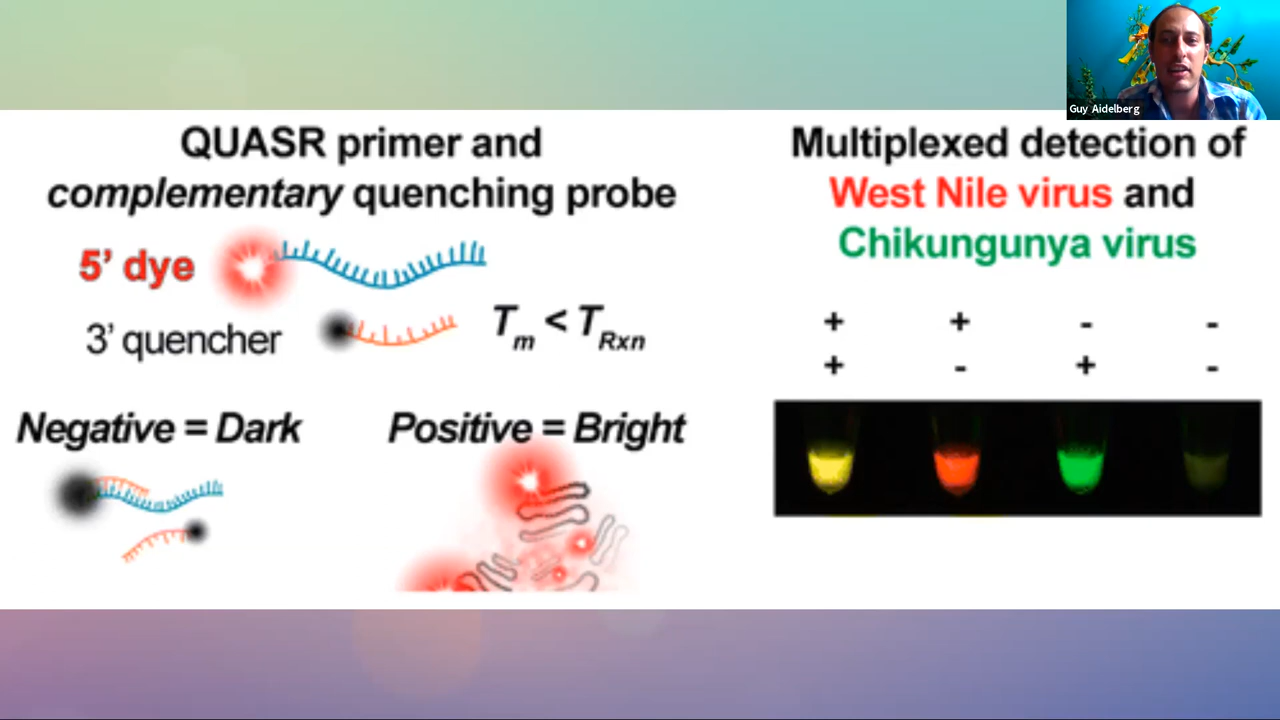 Guy Aidelberg
QUASR primer and
complementary quenching probe
5’ dye
3’ quencher
Tm < TRxn
Negative = Dark
Positive = Bright
Multiplexed detection of
West Nile virus and
Chikungunya virus
+ + - -
+ - + -